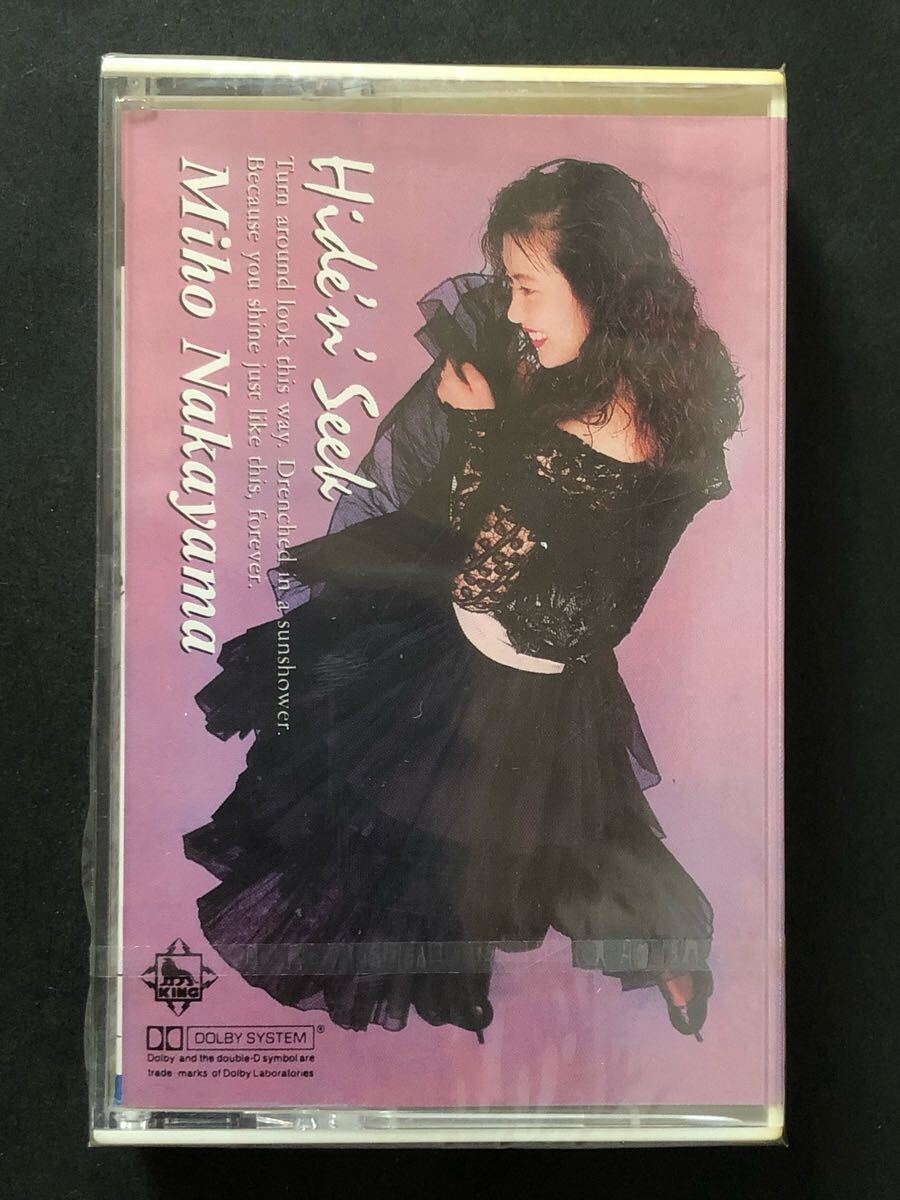 Hide'n' Seek
Turn around look this way. Drenched in a sunshower.
Because you shine just like this, forever.
Miho Nakayama
KING
DOLBY SYSTEM®
Dolby and the double-D symbol are
trade marks of Dolby Laboratories